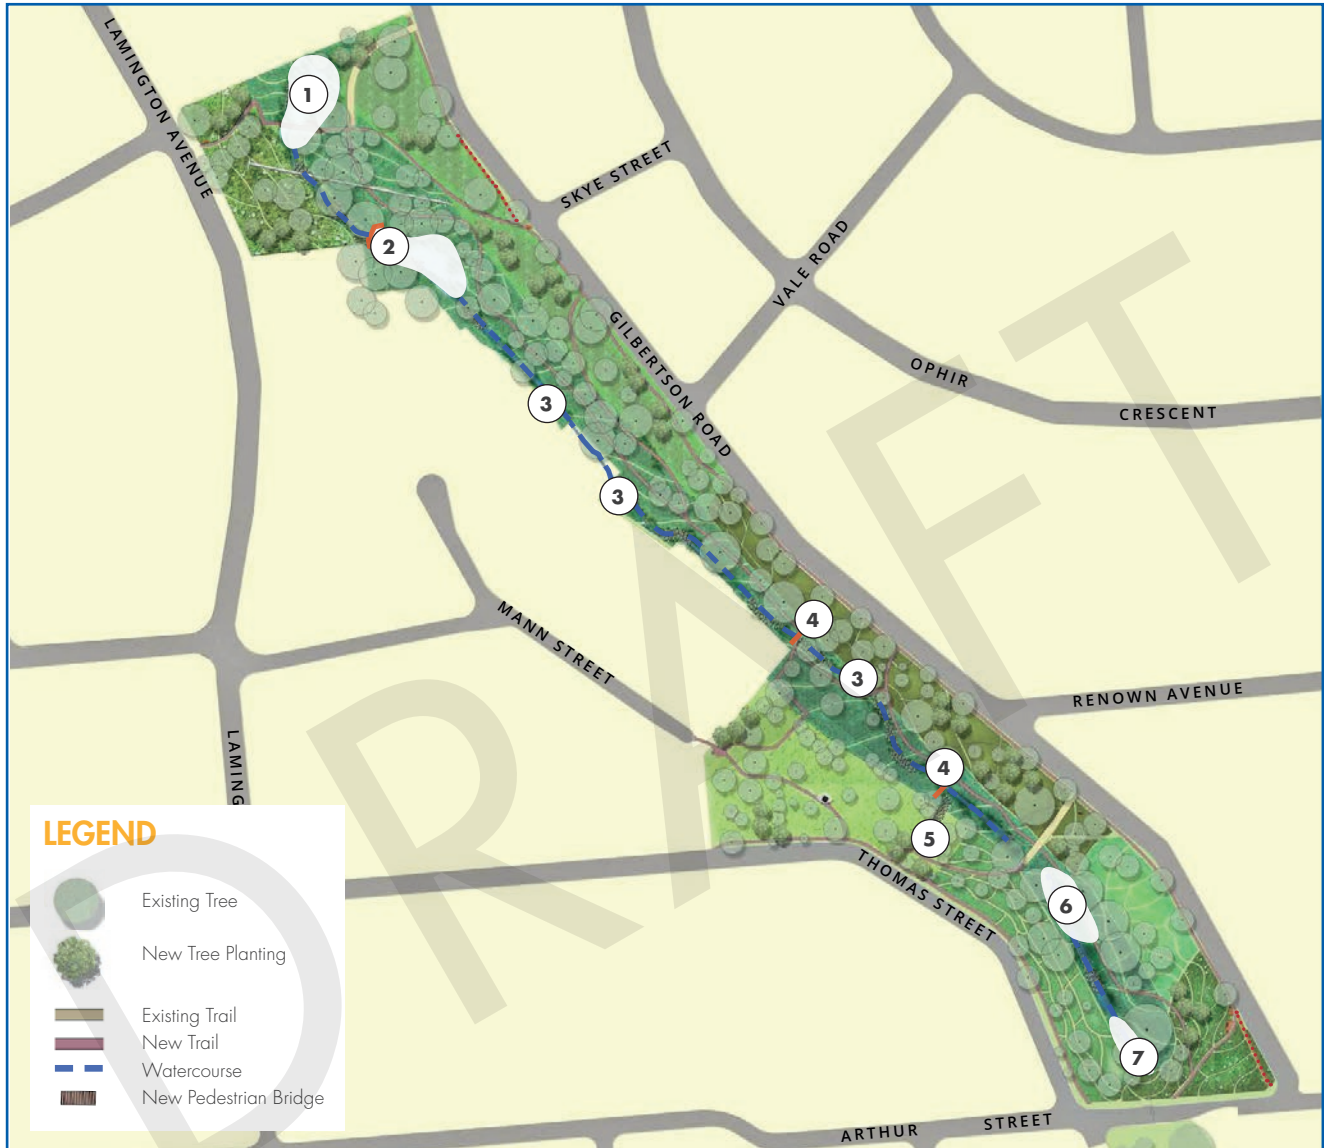 LAMINGTON AVENUE
1
SKYE STREET
2
VALE ROAD
GILBERTSON ROAD
OPHIR
CRESCENT
3
3
MANN STREET
4
3
RENOWN AVENUE
LAMING
4
5
THOMAS STREET
6
7
ARTHUR
STREET
DRAFT
LEGEND
Existing Tree
New Tree Planting
Existing Trail
New Trail
Watercourse
New Pedestrian Bridge